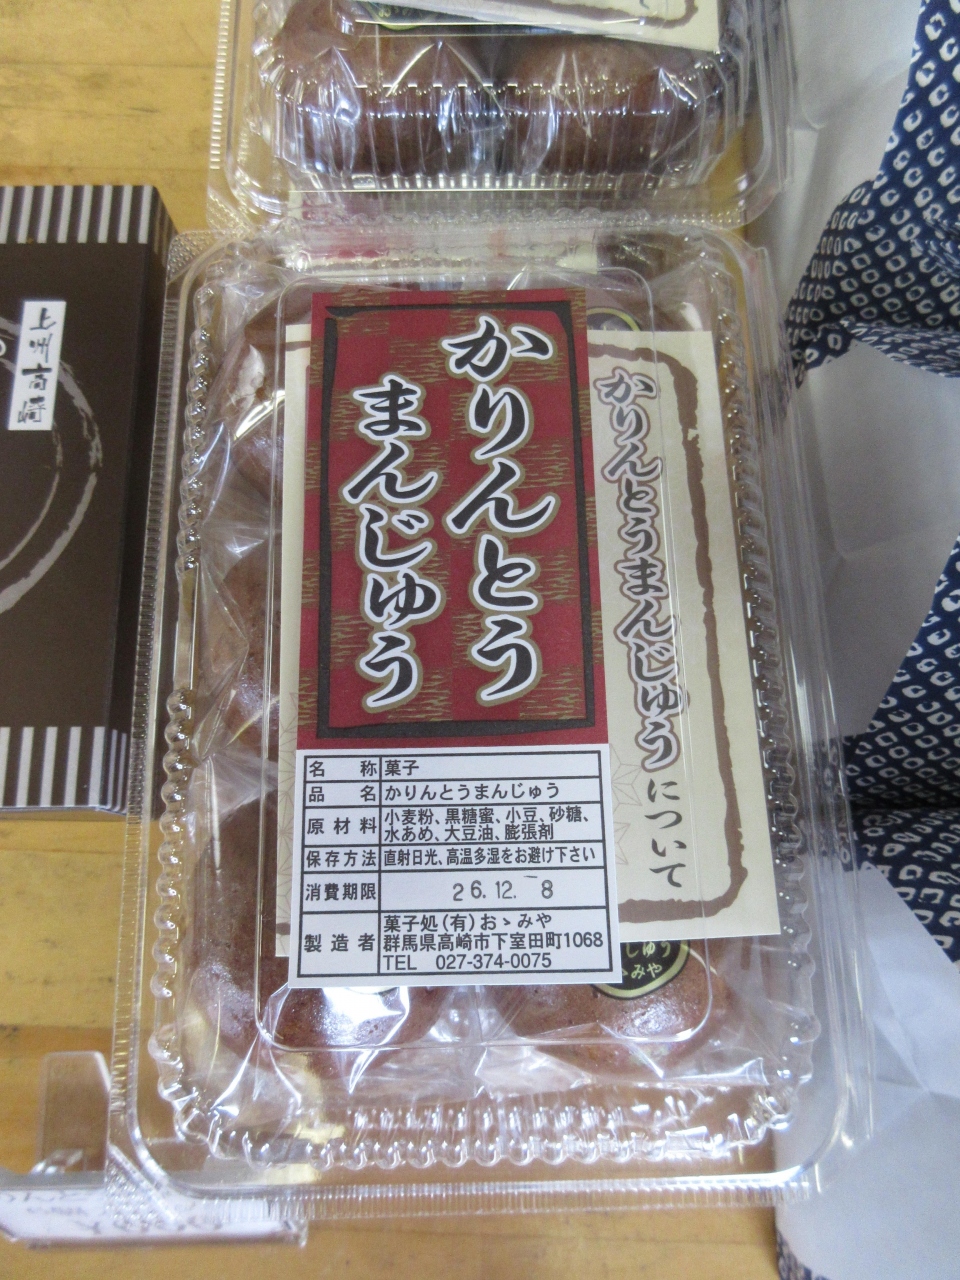 かりんとう
まんじゅう
かりんとうまんじゅう
について
名称 菓子
品名 かりんとうまんじゅう
原材料 小麦粉、黒糖蜜、小豆、砂糖、
水あめ、大豆油、膨張剤
保存方法 直射日光、高温多湿をお避け下さい
消費期限 26.12. 8
製造者 菓子処(有)おゝみや
群馬県高崎市下室田町1068
TEL 027-374-0075
じゅう
みや
上州高崎